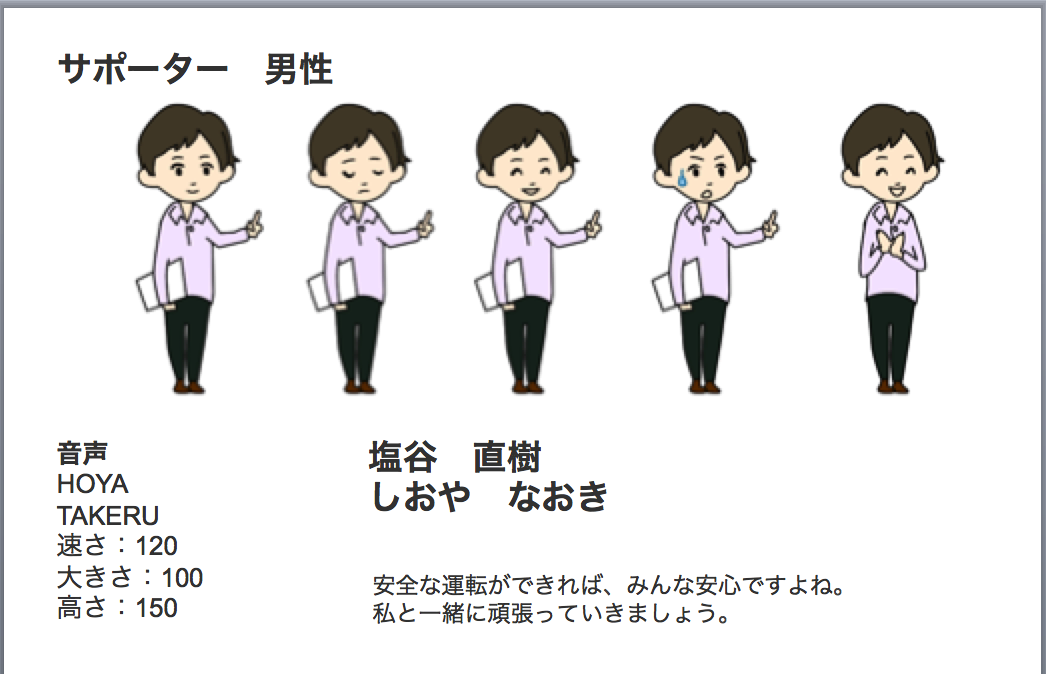 サポーター　男性
音声
HOYA
TAKERU
速さ：120
大きさ：100
高さ：150
塩谷　直樹
しおや　なおき
安全な運転ができれば、みんな安心ですよね。
私と一緒に頑張っていきましょう。